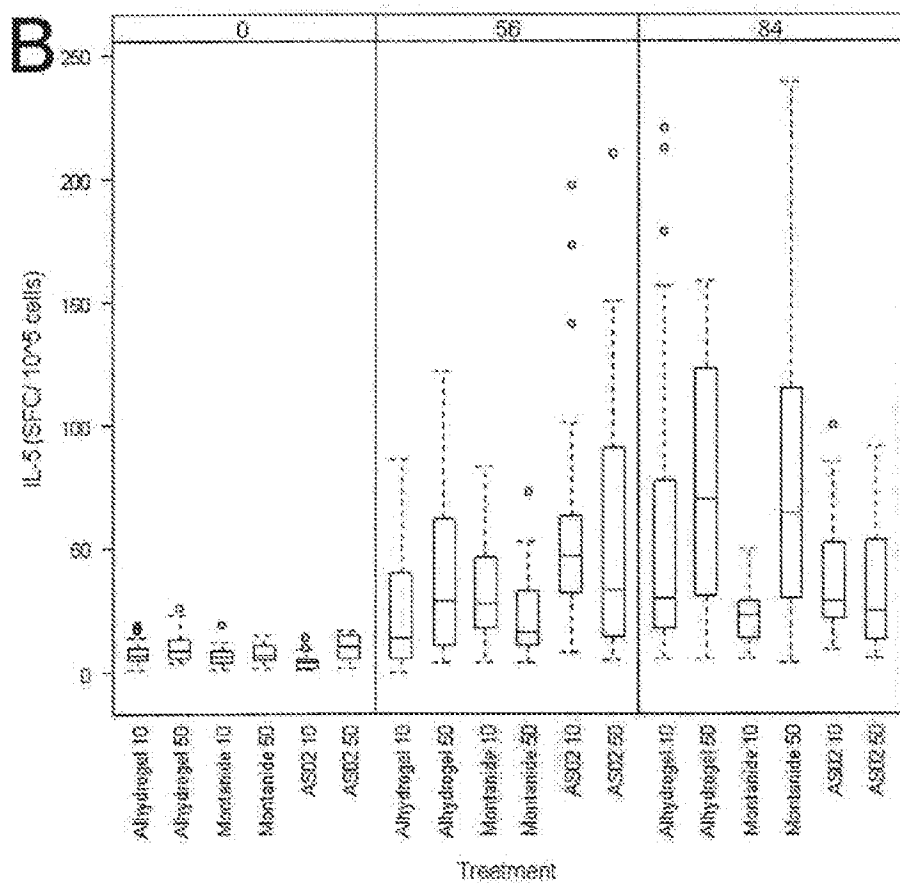 B
0 56 84
250
200
150
100
50
0
IL-5 (SFC/10^6 cells)
Alhydrogel 10
Alhydrogel 50
Montanide 10
Montanide 50
AS02 10
AS02 50
Alhydrogel 10
Alhydrogel 50
Montanide 10
Montanide 50
AS02 10
AS02 50
Alhydrogel 10
Alhydrogel 50
Montanide 10
Montanide 50
AS02 10
AS02 50
Treatment